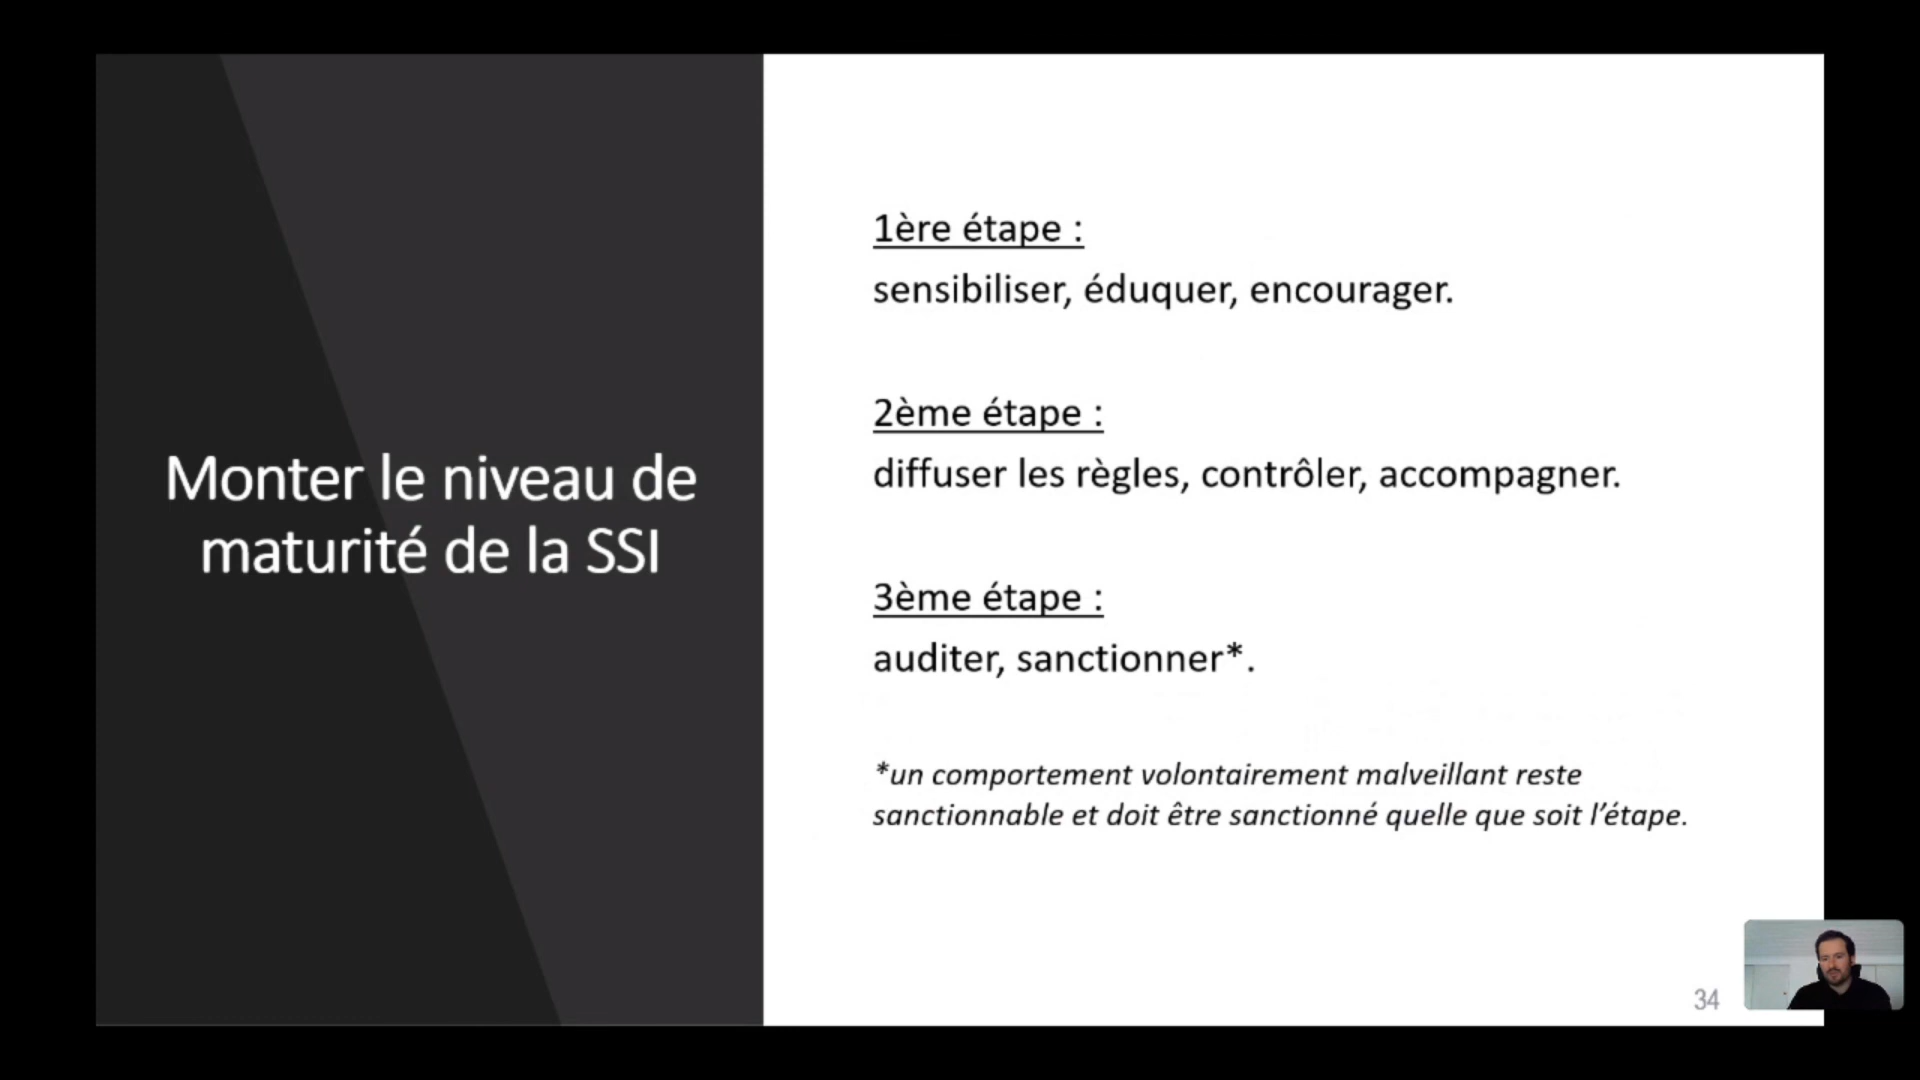 Monter le niveau de
maturité de la SSI
1ère étape :
sensibiliser, éduquer, encourager.
2ème étape :
diffuser les règles, contrôler, accompagner.
3ème étape :
auditer, sanctionner*.
*un comportement volontairement malveillant reste
sanctionnable et doit être sanctionné quelle que soit l’étape.
34